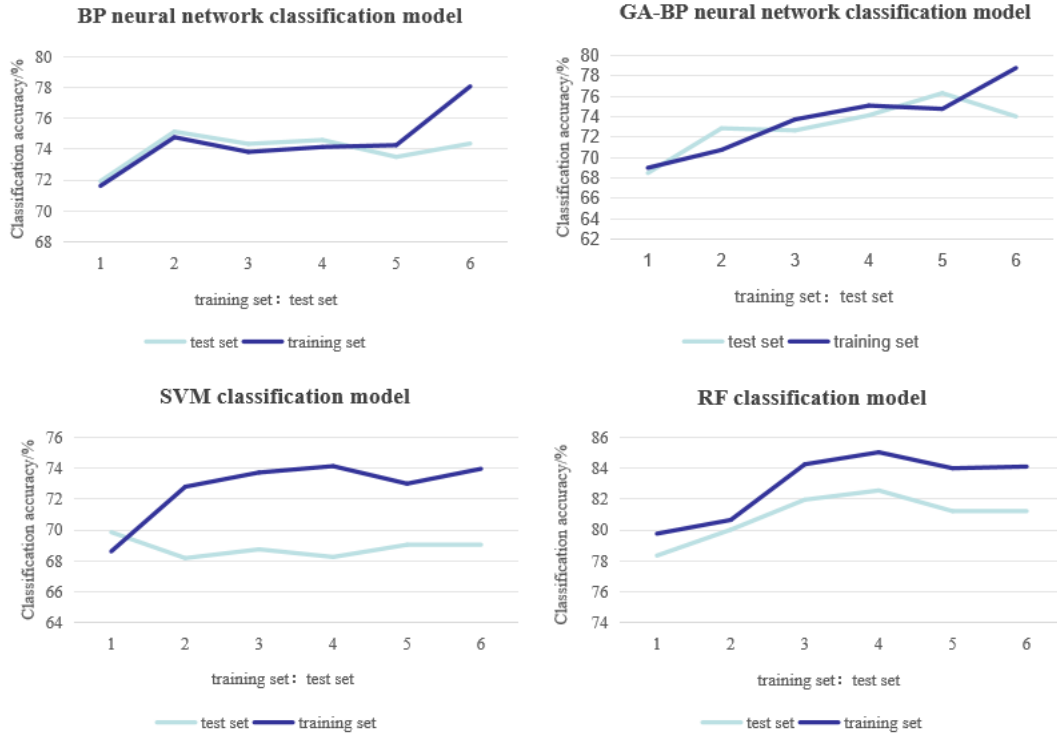 BP neural network classification model
Classification accuracy/%
80
78
76
74
72
70
68
1 2 3 4 5 6
training set：test set
test set training set
GA-BP neural network classification model
Classification accuracy/%
80
78
76
74
72
70
68
66
64
62
1 2 3 4 5 6
training set：test set
test set training set
SVM classification model
Classification accuracy/%
76
74
72
70
68
66
64
1 2 3 4 5 6
training set：test set
test set training set
RF classification model
Classification accuracy/%
86
84
82
80
78
76
74
1 2 3 4 5 6
training set：test set
test set training set